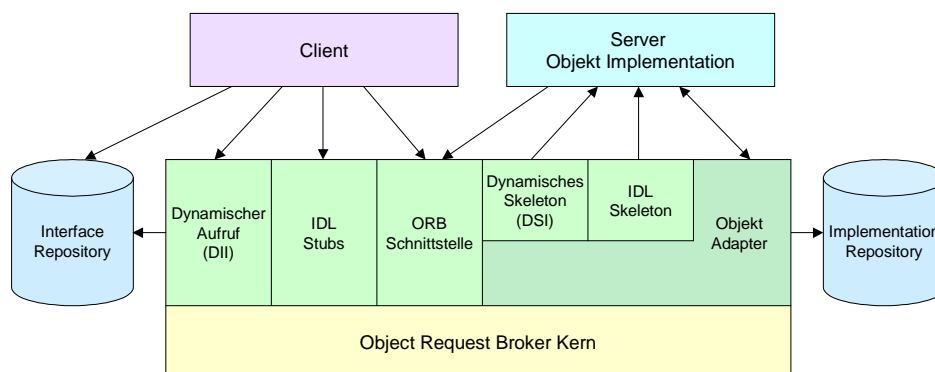 Client
Server
Objekt Implementation
Interface
Repository
Dynamischer
Aufruf
(DII)
IDL
Stubs
ORB
Schnittstelle
Dynamisches
Skeleton
(DSI)
IDL
Skeleton
Objekt
Adapter
Implementation
Repository
Object Request Broker Kern